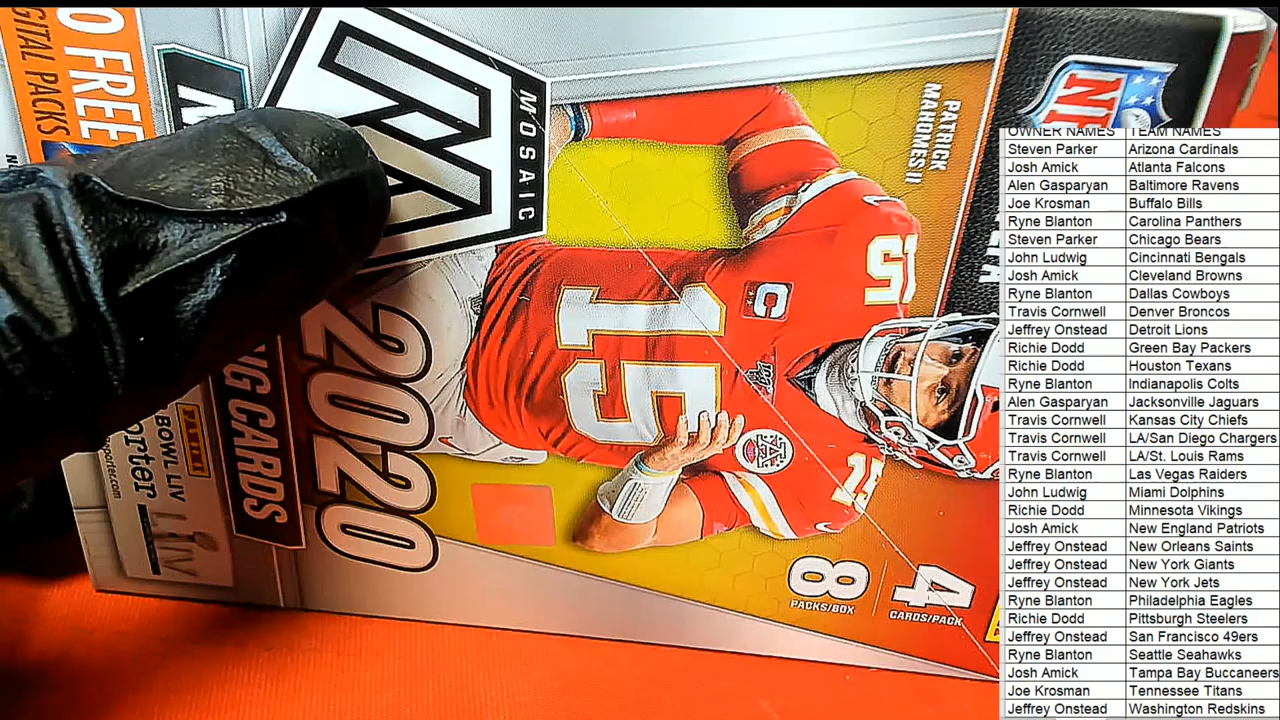 0 FREE
GITAL PACKS
MOSAIC
PATRICK
MAHOMES II
15
C
15
15
2020
NG CARDS
PANINI
BOWL LIV
LIV
orter
porter.com
8
PACKS/BOX
4
CARDS/PACK
OWNER NAMES TEAM NAMES
Steven Parker Arizona Cardinals
Josh Amick Atlanta Falcons
Alen Gasparyan Baltimore Ravens
Joe Krosman Buffalo Bills
Ryne Blanton Carolina Panthers
Steven Parker Chicago Bears
John Ludwig Cincinnati Bengals
Josh Amick Cleveland Browns
Ryne Blanton Dallas Cowboys
Travis Cornwell Denver Broncos
Jeffrey Onstead Detroit Lions
Richie Dodd Green Bay Packers
Richie Dodd Houston Texans
Ryne Blanton Indianapolis Colts
Alen Gasparyan Jacksonville Jaguars
Travis Cornwell Kansas City Chiefs
Travis Cornwell LA/San Diego Chargers
Travis Cornwell LA/St. Louis Rams
Ryne Blanton Las Vegas Raiders
John Ludwig Miami Dolphins
Richie Dodd Minnesota Vikings
Josh Amick New England Patriots
Jeffrey Onstead New Orleans Saints
Jeffrey Onstead New York Giants
Jeffrey Onstead New York Jets
Ryne Blanton Philadelphia Eagles
Richie Dodd Pittsburgh Steelers
Jeffrey Onstead San Francisco 49ers
Ryne Blanton Seattle Seahawks
Josh Amick Tampa Bay Buccaneers
Joe Krosman Tennessee Titans
Jeffrey Onstead Washington Redskins